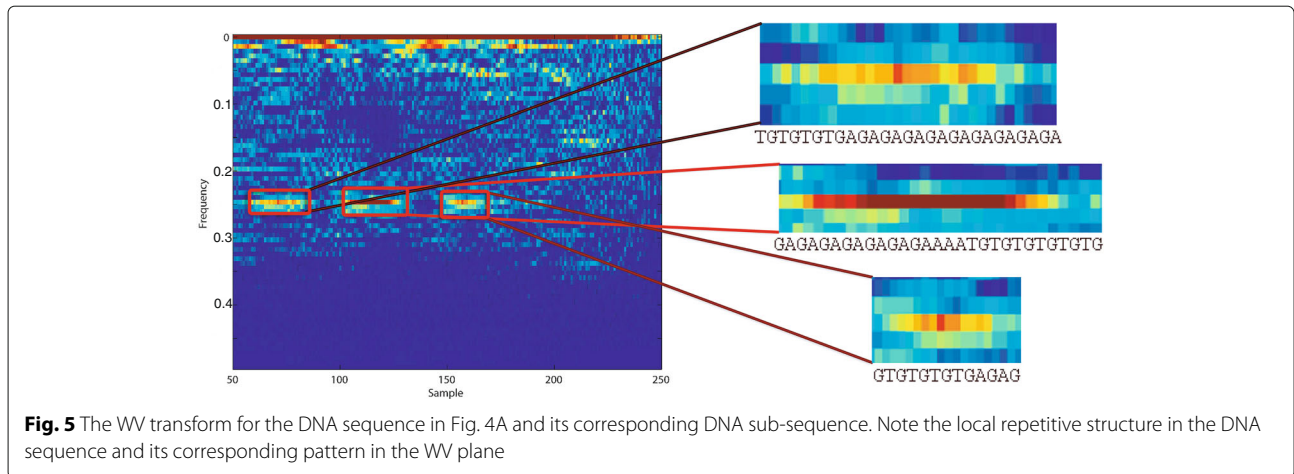 0
0.1
0.2
0.3
0.4
Frequency
50
100
150
200
250
Sample
TGTGTGTGAGAGAGAGAGAGAGAGAGAGA
GAGAGAGAGAGAGAGAAAATGTGTGTGTGTG
GTGTGTGTGAGAG
Fig. 5 The WV transform for the DNA sequence in Fig. 4A and its corresponding DNA sub-sequence. Note the local repetitive structure in the DNA
sequence and its corresponding pattern in the WV plane